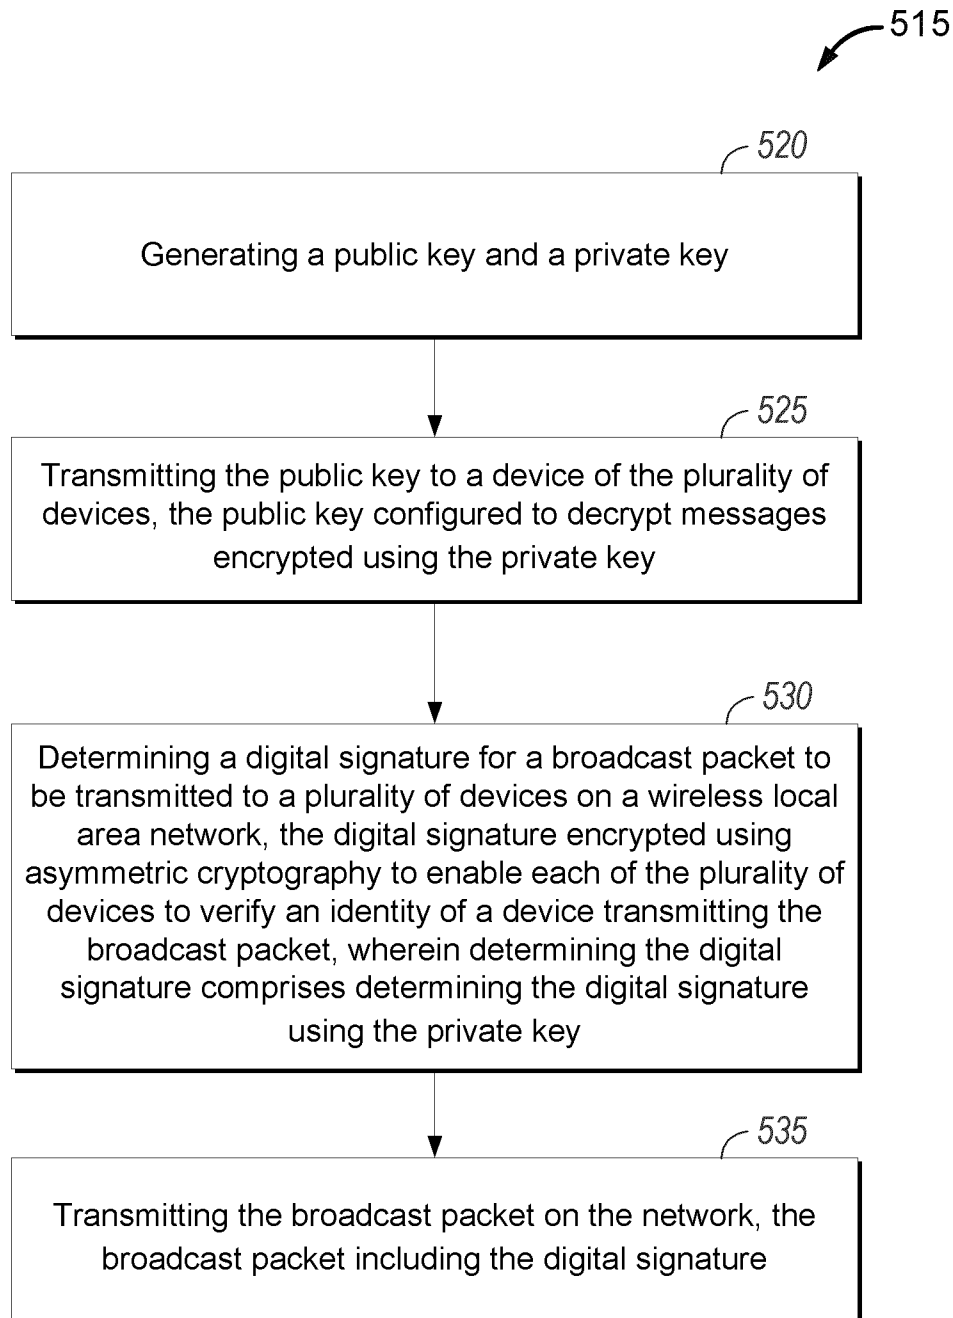 515
520
Generating a public key and a private key
525
Transmitting the public key to a device of the plurality of
devices, the public key configured to decrypt messages
encrypted using the private key
530
Determining a digital signature for a broadcast packet to
be transmitted to a plurality of devices on a wireless local
area network, the digital signature encrypted using
asymmetric cryptography to enable each of the plurality of
devices to verify an identity of a device transmitting the
broadcast packet, wherein determining the digital
signature comprises determining the digital signature
using the private key
535
Transmitting the broadcast packet on the network, the
broadcast packet including the digital signature